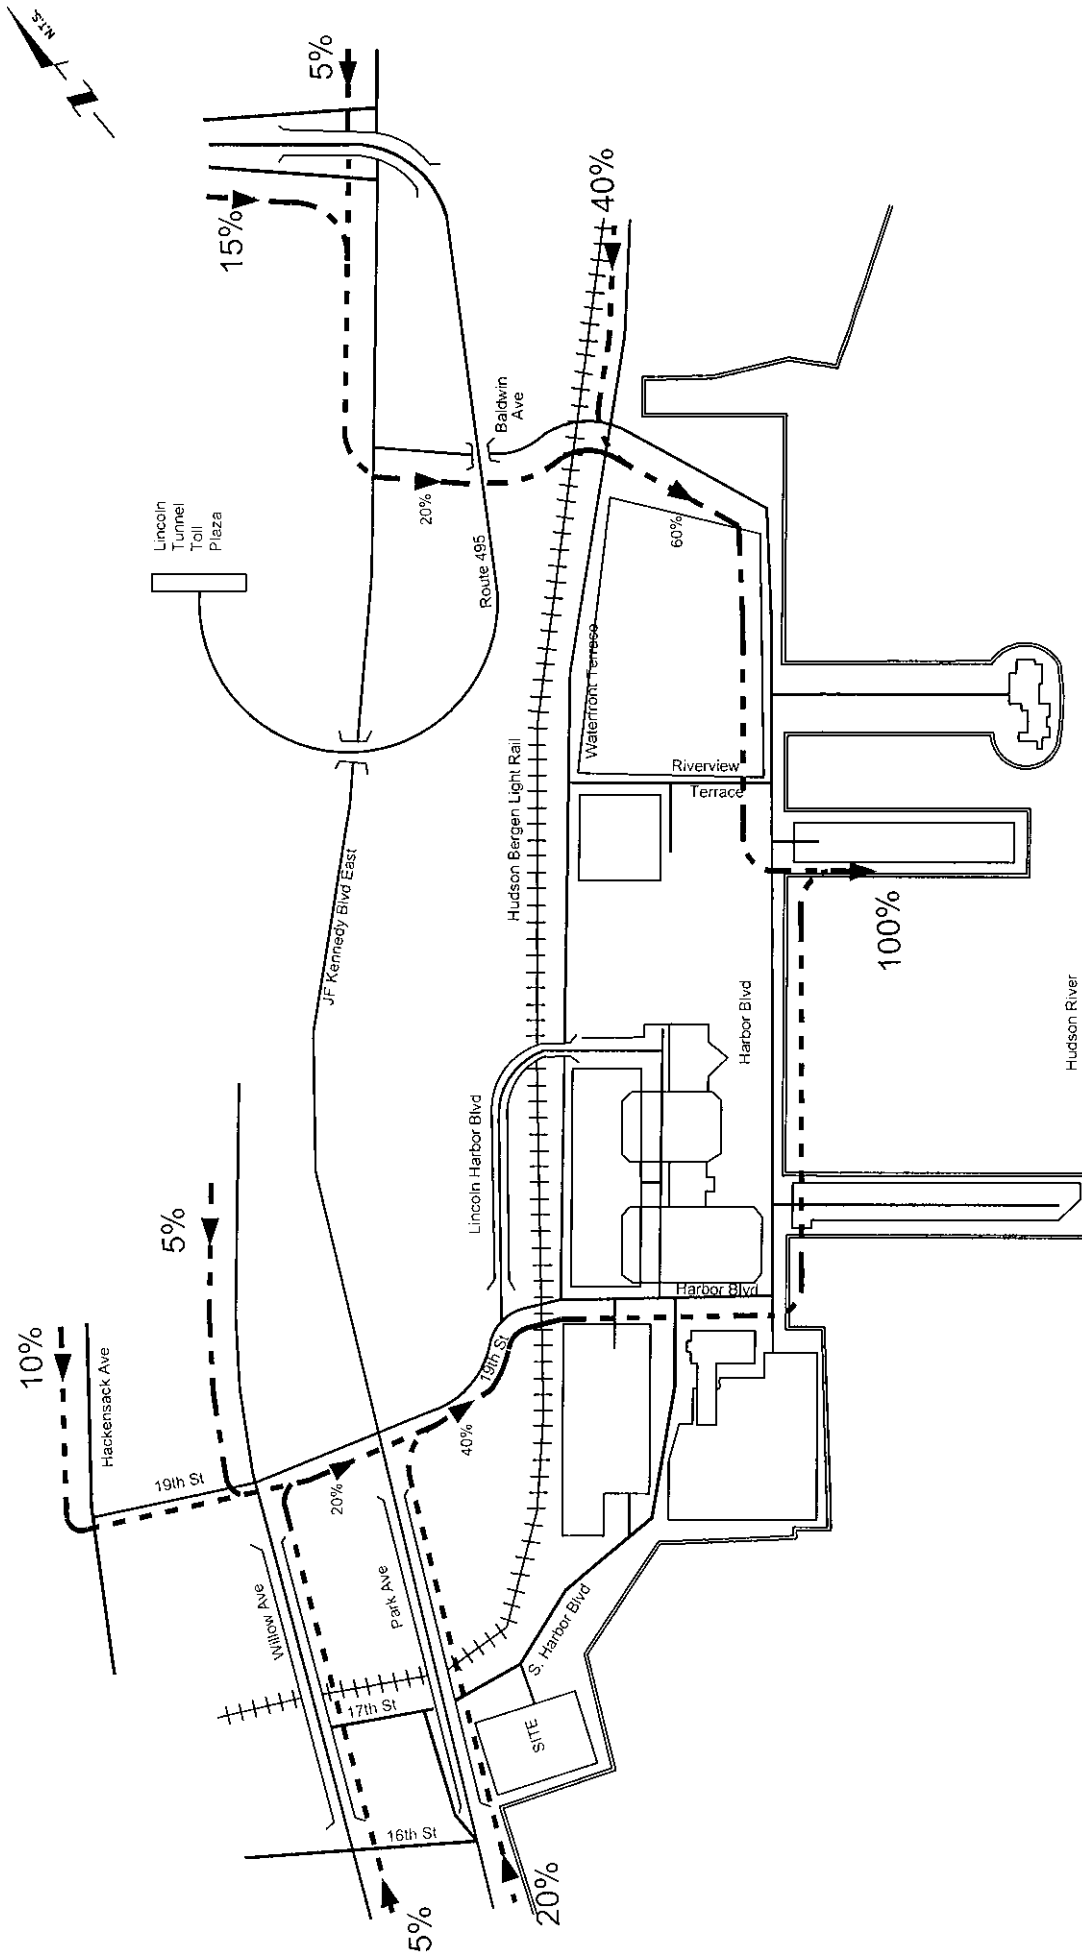 N.T.S.
N
5%
15%
40%
Baldwin
Ave
20%
Lincoln
Tunnel
Toll
Plaza
60%
Route 495
Waterfront Terrace
Hudson Bergen Light Rail
Riverview
Terrace
JF Kennedy Blvd East
100%
Harbor Blvd
Hudson River
Lincoln Harbor Blvd
5%
Harbor Blvd
10%
Hackensack Ave
19th St
19th St
40%
20%
Willow Ave
Park Ave
S. Harbor Blvd
17th St
SITE
16th St
5%
20%